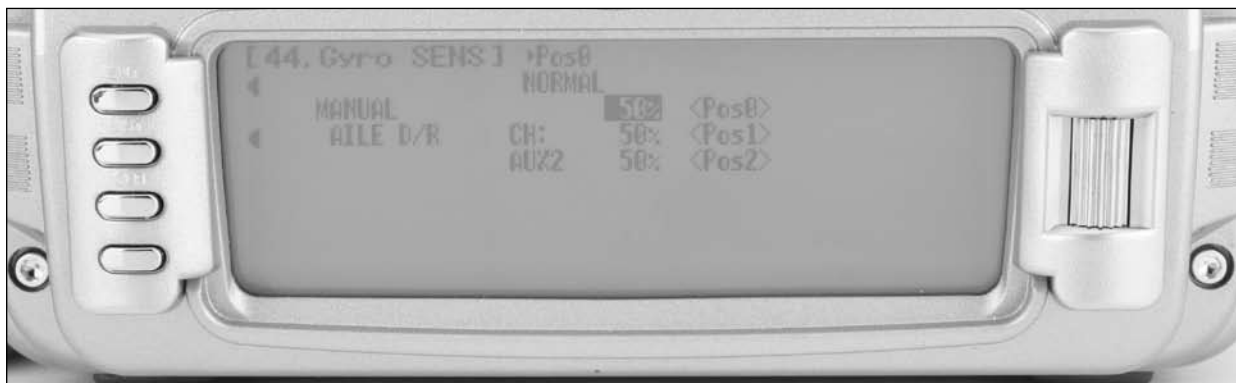 [44.Gyro SENS] ▸Pos0
◀ NORMAL
MANUAL 50% <Pos0>
◀ AILE D/R CH: 50% <Pos1>
AUX2 50% <Pos2>